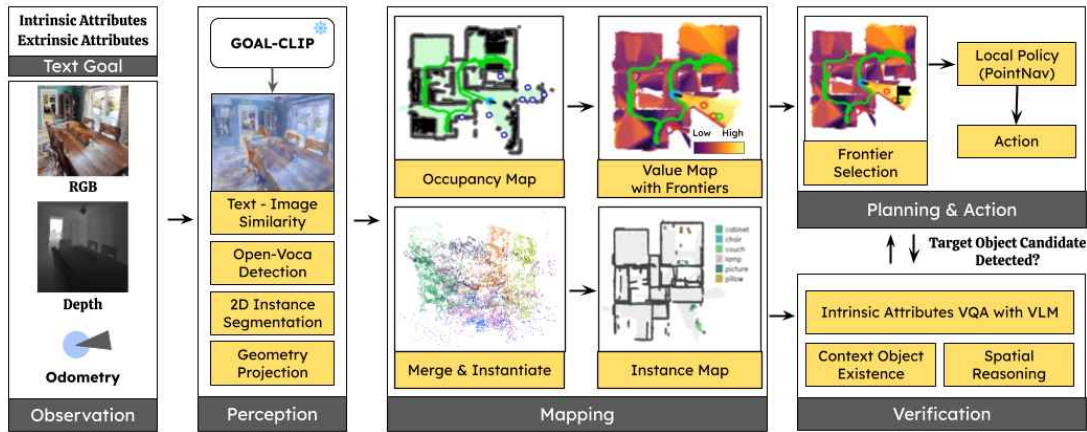 Intrinsic Attributes
Extrinsic Attributes
Text Goal
RGB
Depth
Odometry
Observation
GOAL-CLIP
Text - Image
Similarity
Open-Voca
Detection
2D Instance
Segmentation
Geometry
Projection
Perception
Occupancy Map
Low High
Value Map
with Frontiers
Merge & Instantiate
cabinet
chair
couch
lamp
picture
pillow
Instance Map
Mapping
Frontier
Selection
Local Policy
(PointNav)
Action
Planning & Action
Target Object Candidate
Detected?
Intrinsic Attributes VQA with VLM
Context Object
Existence
Spatial
Reasoning
Verification